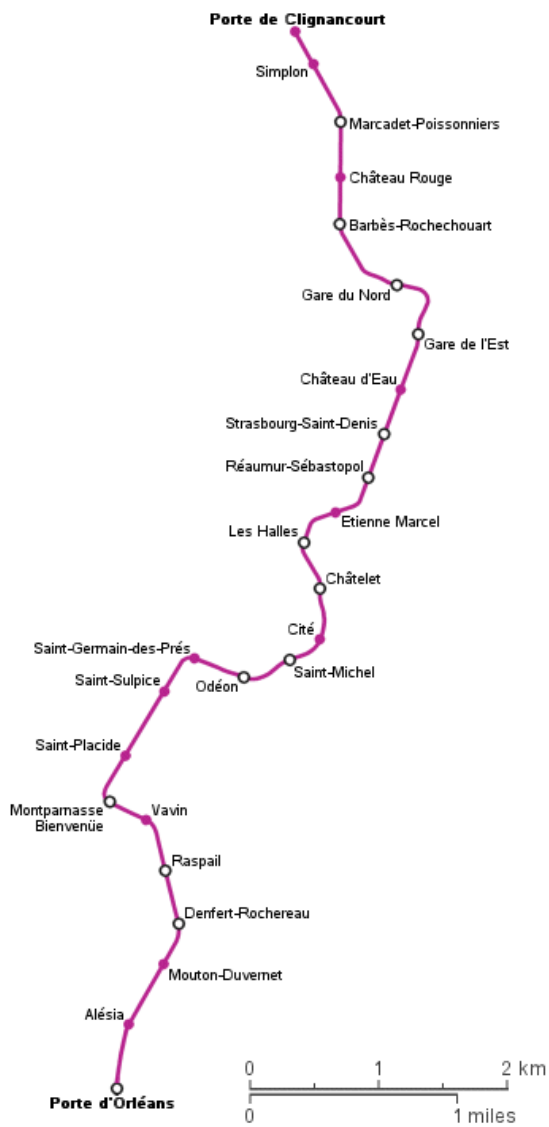 Porte de Clignancourt
Simplon
Marcadet-Poissonniers
Château Rouge
Barbès-Rochechouart
Gare du Nord
Gare de l'Est
Château d'Eau
Strasbourg-Saint-Denis
Réaumur-Sébastopol
Etienne Marcel
Les Halles
Châtelet
Cité
Saint-Germain-des-Prés
Saint-Michel
Saint-Sulpice
Odéon
Saint-Placide
Montparnasse
Bienvenüe
Vavin
Raspail
Denfert-Rochereau
Mouton-Duvernet
Alésia
Porte d'Orléans
0 1 2 km
0 1 miles